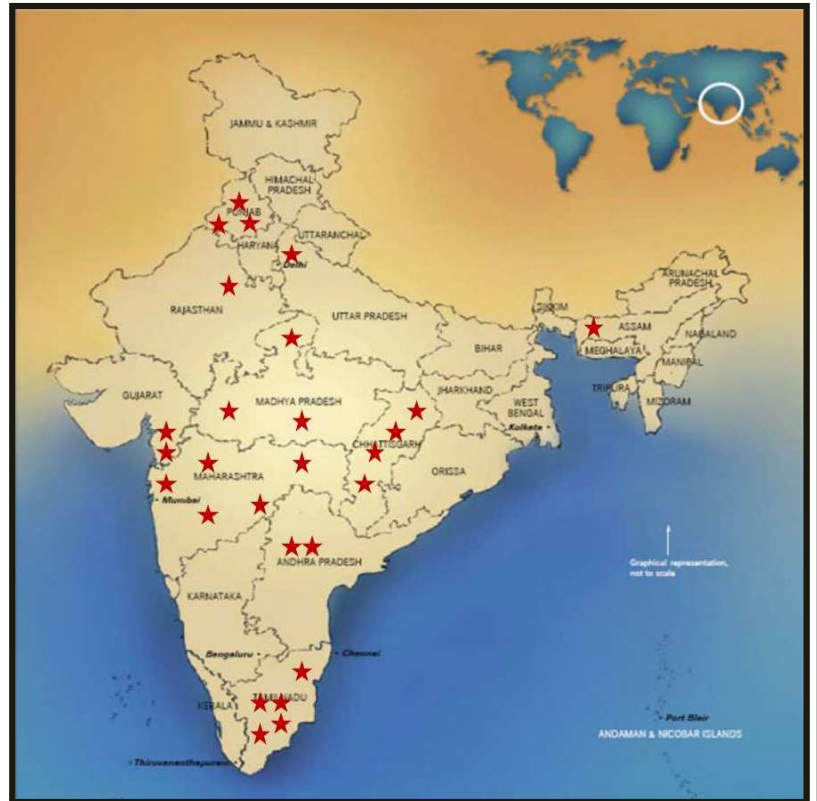 JAMMU & KASHMIR
HIMACHAL
PRADESH
PUNJAB
UTTARANCHAL
HARYANA
Delhi
ARUNACHAL
PRADESH
RAJASTHAN
UTTAR PRADESH
SIKKIM
ASSAM
NAGALAND
BIHAR
MEGHALAYA
MANIPAL
GUJARAT
MADHYA PRADESH
JHARKHAND
TRIPURA
MIZORAM
WEST
BENGAL
Kolkata
CHHATTISGARH
ORISSA
MAHARASHTRA
Mumbai
ANDHRA PRADESH
Graphical representation,
not to scale
KARNATAKA
Bengaluru
Chennai
TAMILNADU
KERALA
Port Blair
ANDAMAN & NICOBAR ISLANDS
Thiruvananthapuram